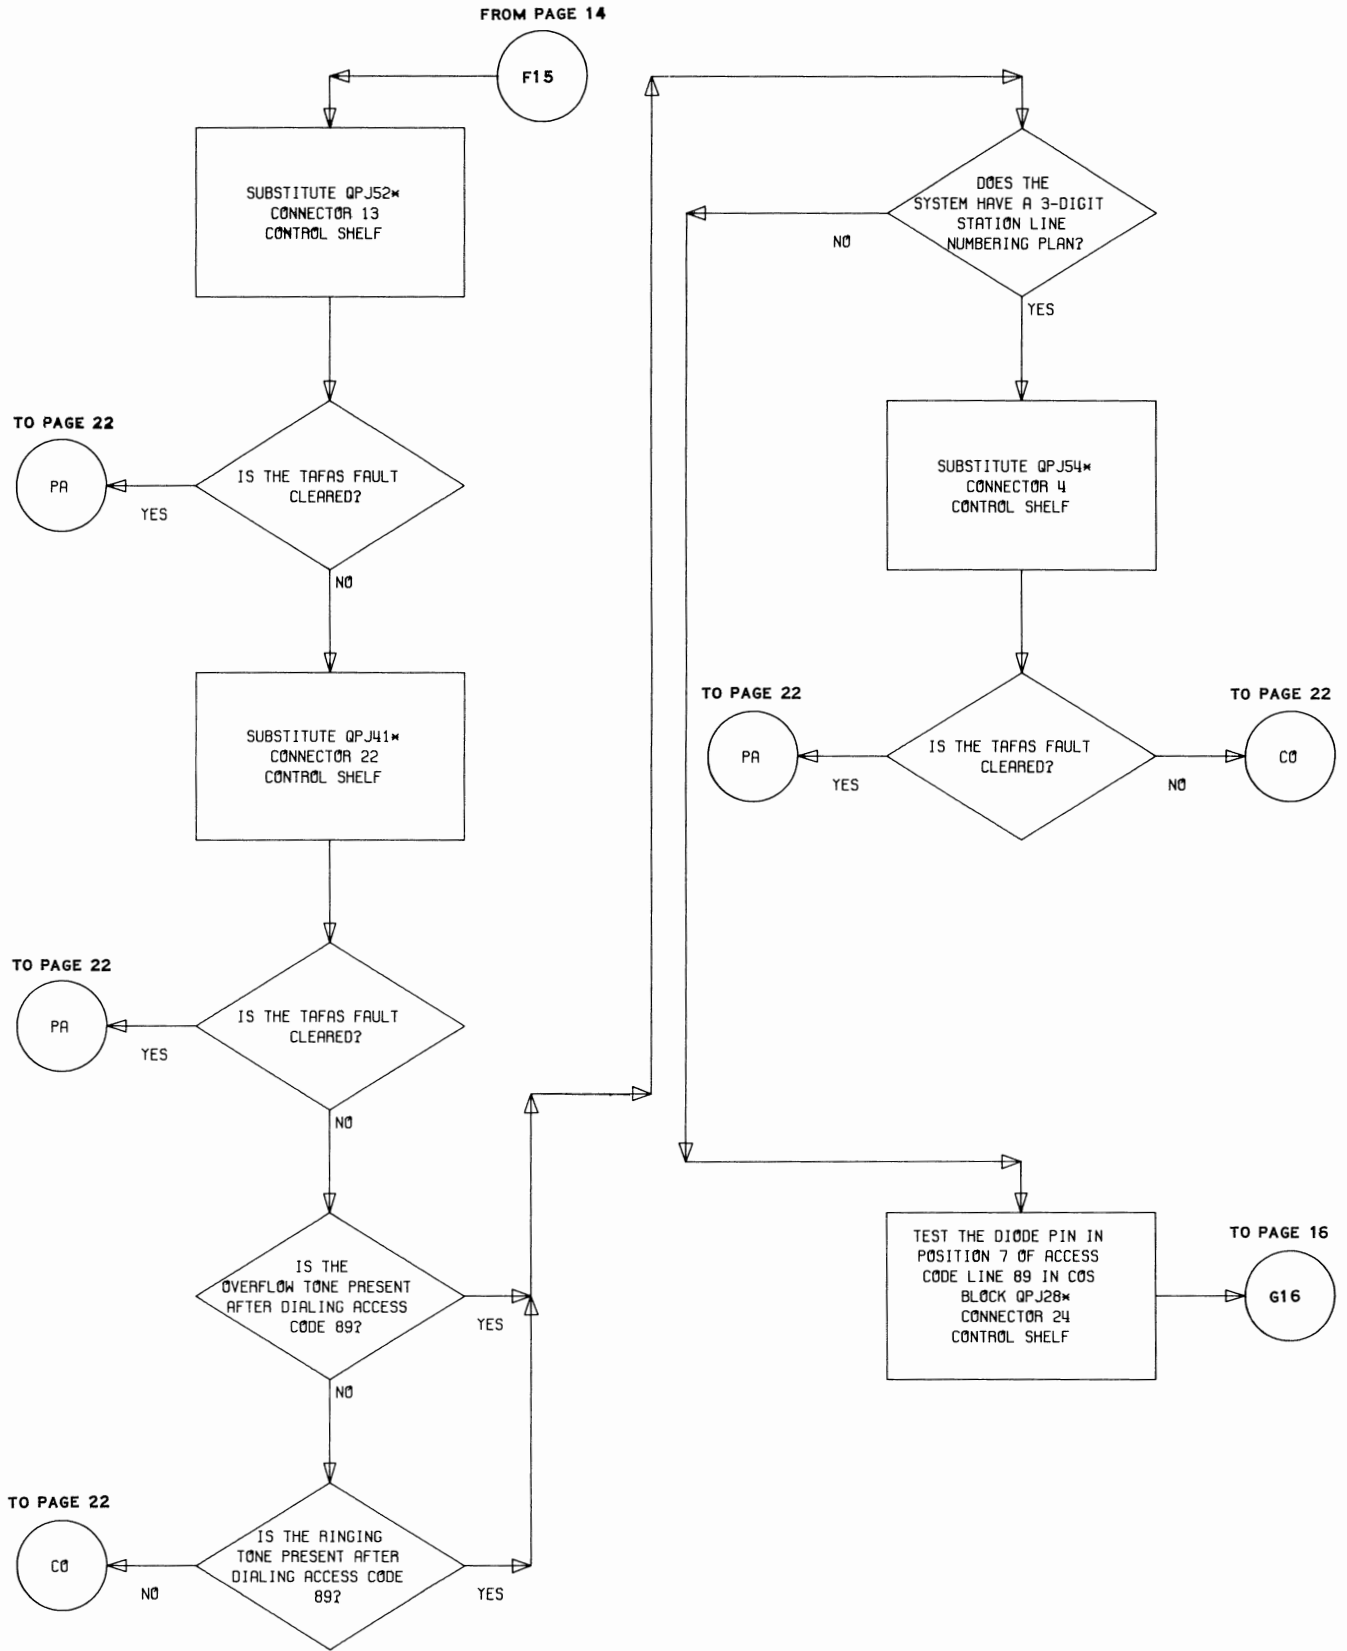 FROM PAGE 14
F15
SUBSTITUTE QPJ52*
CONNECTOR 13
CONTROL SHELF
TO PAGE 22
PA
IS THE TAFAS FAULT
CLEARED?
YES
NO
SUBSTITUTE QPJ41*
CONNECTOR 22
CONTROL SHELF
TO PAGE 22
PA
IS THE TAFAS FAULT
CLEARED?
YES
NO
IS THE
OVERFLOW TONE PRESENT
AFTER DIALING ACCESS
CODE 89?
YES
NO
TO PAGE 22
CO
IS THE RINGING
TONE PRESENT AFTER
DIALING ACCESS CODE
89?
NO
YES
DOES THE
SYSTEM HAVE A 3-DIGIT
STATION LINE
NUMBERING PLAN?
NO
YES
SUBSTITUTE QPJ54*
CONNECTOR 4
CONTROL SHELF
TO PAGE 22
PA
IS THE TAFAS FAULT
CLEARED?
YES
NO
TO PAGE 22
CO
TEST THE DIODE PIN IN
POSITION 7 OF ACCESS
CODE LINE 89 IN COS
BLOCK QPJ28*
CONNECTOR 24
CONTROL SHELF
TO PAGE 16
G16